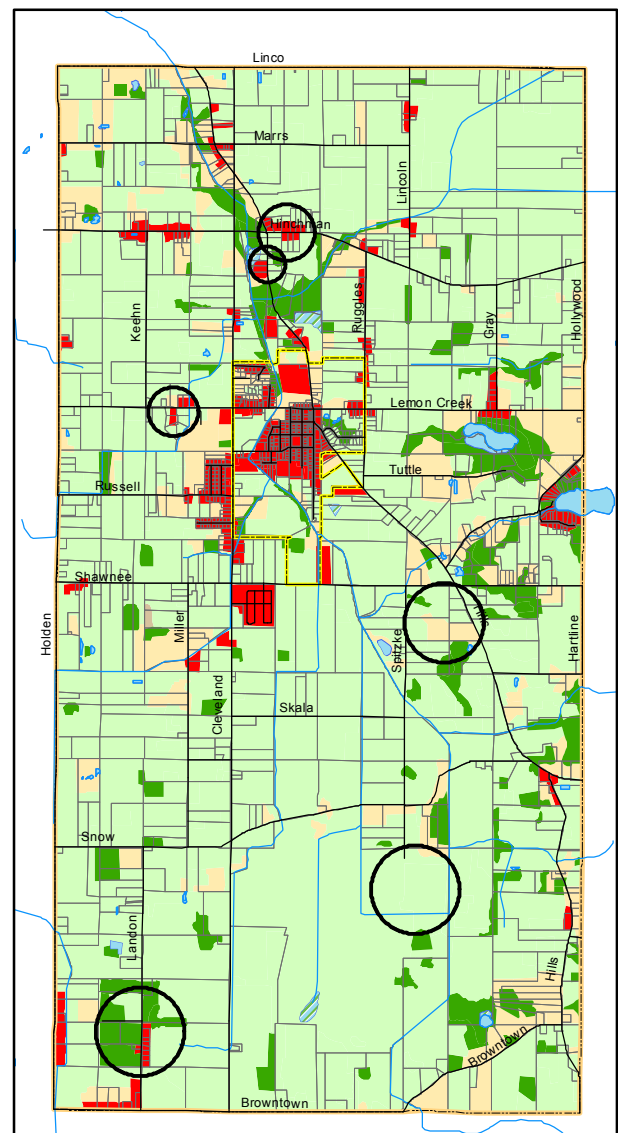 Linco
Marrs
Lincoln
Hinchman
Keehn
Ruggles
Gray
Hollywood
Lemon Creek
Tuttle
Russell
Shawnee
Hills
Holden
Miller
Spitzke
Hartline
Cleveland
Skala
Snow
Landon
Hills
Browntown
Browntown